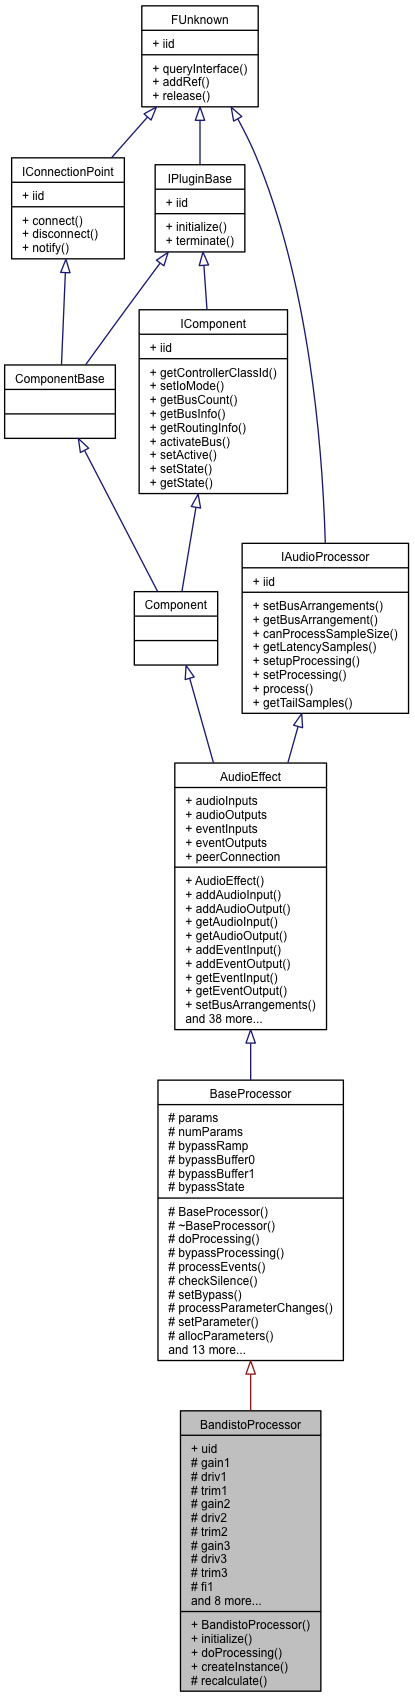 FUnknown
+ iid
+ queryInterface()
+ addRef()
+ release()
IConnectionPoint
+ iid
+ connect()
+ disconnect()
+ notify()
IPluginBase
+ iid
+ initialize()
+ terminate()
IComponent
+ iid
+ getControllerClassId()
+ setIoMode()
+ getBusCount()
+ getBusInfo()
+ getRoutingInfo()
+ activateBus()
+ setActive()
+ setState()
+ getState()
ComponentBase
IAudioProcessor
+ iid
+ setBusArrangements()
+ getBusArrangement()
+ canProcessSampleSize()
+ getLatencySamples()
+ setupProcessing()
+ setProcessing()
+ process()
+ getTailSamples()
Component
AudioEffect
+ audioInputs
+ audioOutputs
+ eventInputs
+ eventOutputs
+ peerConnection
+ AudioEffect()
+ addAudioInput()
+ addAudioOutput()
+ getAudioInput()
+ getAudioOutput()
+ addEventInput()
+ addEventOutput()
+ getEventInput()
+ getEventOutput()
+ setBusArrangements()
and 38 more...
BaseProcessor
# params
# numParams
# bypassRamp
# bypassBuffer0
# bypassBuffer1
# bypassState
# BaseProcessor()
# ~BaseProcessor()
# doProcessing()
# bypassProcessing()
# processEvents()
# checkSilence()
# setBypass()
# processParameterChanges()
# setParameter()
# allocParameters()
and 13 more...
BandistoProcessor
+ uid
# gain1
# driv1
# trim1
# gain2
# driv2
# trim2
# gain3
# driv3
# trim3
# fi1
and 8 more...
+ BandistoProcessor()
+ initialize()
+ doProcessing()
+ createInstance()
# recalculate()